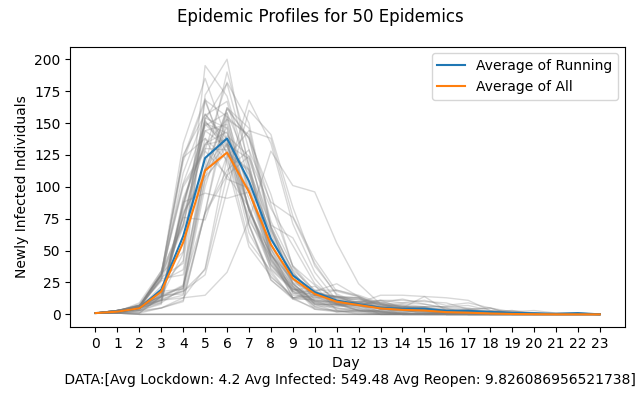 Epidemic Profiles for 50 Epidemics
Average of Running
Average of All
Newly Infected Individuals
200
175
150
125
100
75
50
25
0
0 1 2 3 4 5 6 7 8 9 10 11 12 13 14 15 16 17 18 19 20 21 22 23
Day
DATA:[Avg Lockdown: 4.2 Avg Infected: 549.48 Avg Reopen: 9.826086956521738]